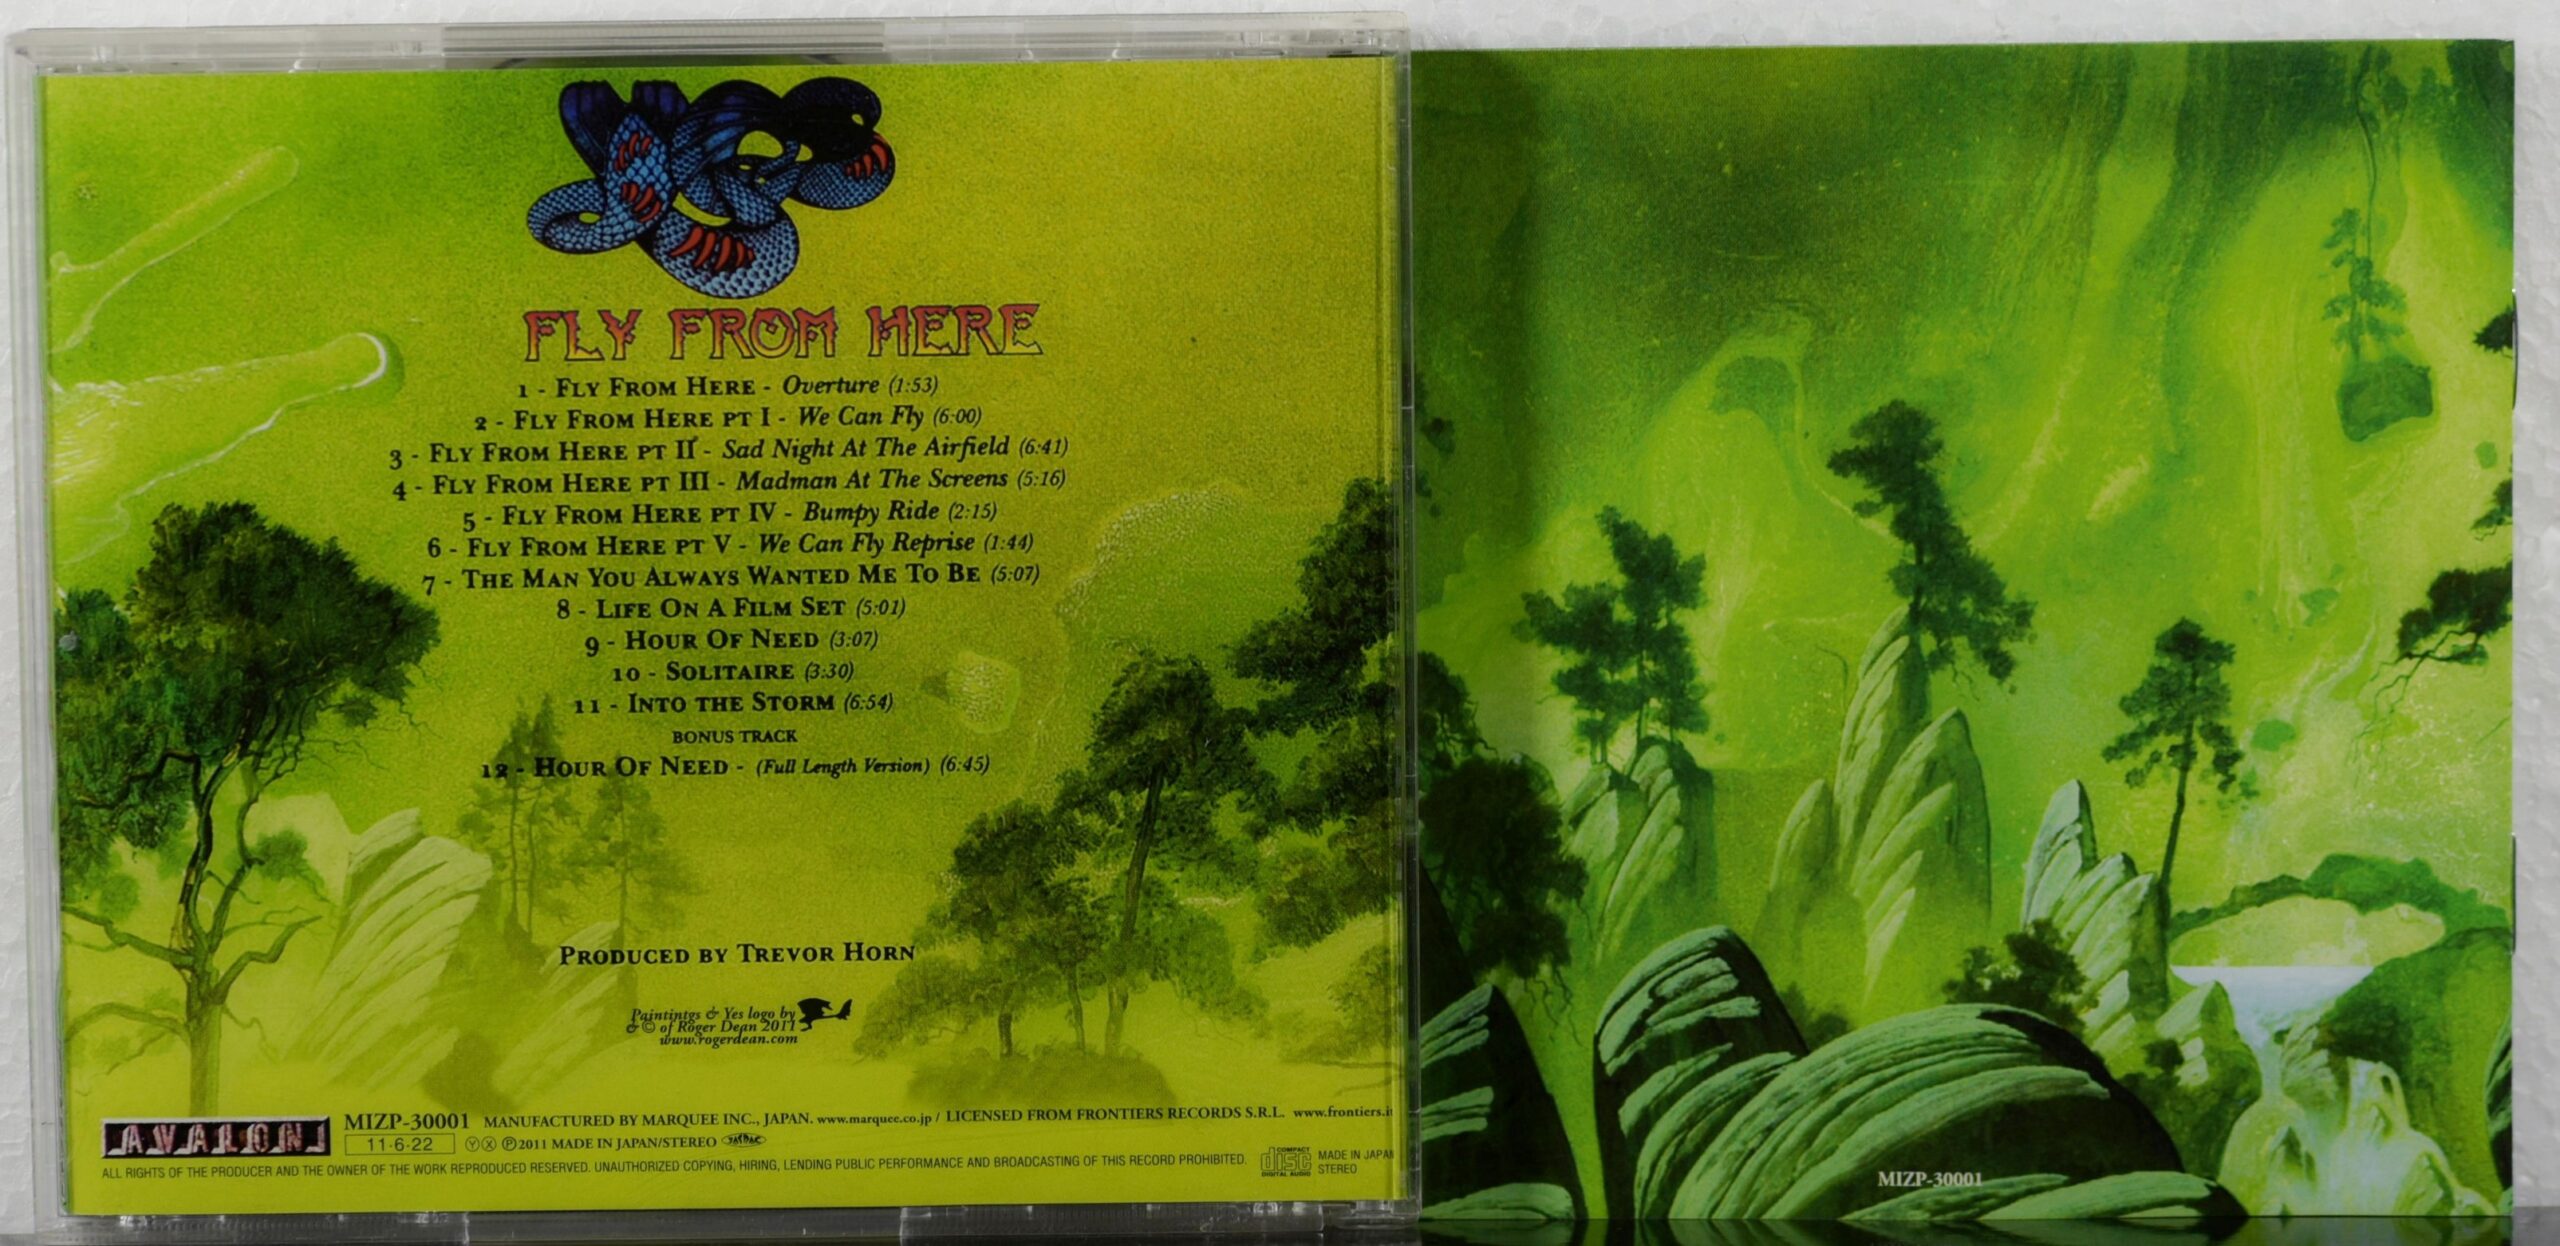 YES
FLY FROM HERE
1 - FLY FROM HERE - Overture (1:53)
2 - FLY FROM HERE PT I - We Can Fly (6:00)
3 - FLY FROM HERE PT II - Sad Night At The Airfield (6:41)
4 - FLY FROM HERE PT III - Madman At The Screens (5:16)
5 - FLY FROM HERE PT IV - Bumpy Ride (2:15)
6 - FLY FROM HERE PT V - We Can Fly Reprise (1:44)
7 - THE MAN YOU ALWAYS WANTED ME TO BE (5:07)
8 - LIFE ON A FILM SET (5:01)
9 - HOUR OF NEED (3:07)
10 - SOLITAIRE (3:30)
11 - INTO THE STORM (6:54)
BONUS TRACK
12 - HOUR OF NEED - (Full Length Version) (6:45)
PRODUCED BY TREVOR HORN
Paintintgs & Yes logo by
& © of Roger Dean 2011
www.rogerdean.com
AVALON
MIZP-30001 MANUFACTURED BY MARQUEE INC., JAPAN. www.marquee.co.jp / LICENSED FROM FRONTIERS RECORDS S.R.L. www.frontiers.it
11·6·22 Ⓨ Ⓧ ℗2011 MADE IN JAPAN/STEREO JASRAC
ALL RIGHTS OF THE PRODUCER AND THE OWNER OF THE WORK REPRODUCED RESERVED. UNAUTHORIZED COPYING, HIRING, LENDING PUBLIC PERFORMANCE AND BROADCASTING OF THIS RECORD PROHIBITED.
COMPACT
disc
DIGITAL AUDIO
MADE IN JAPAN
STEREO
MIZP-30001